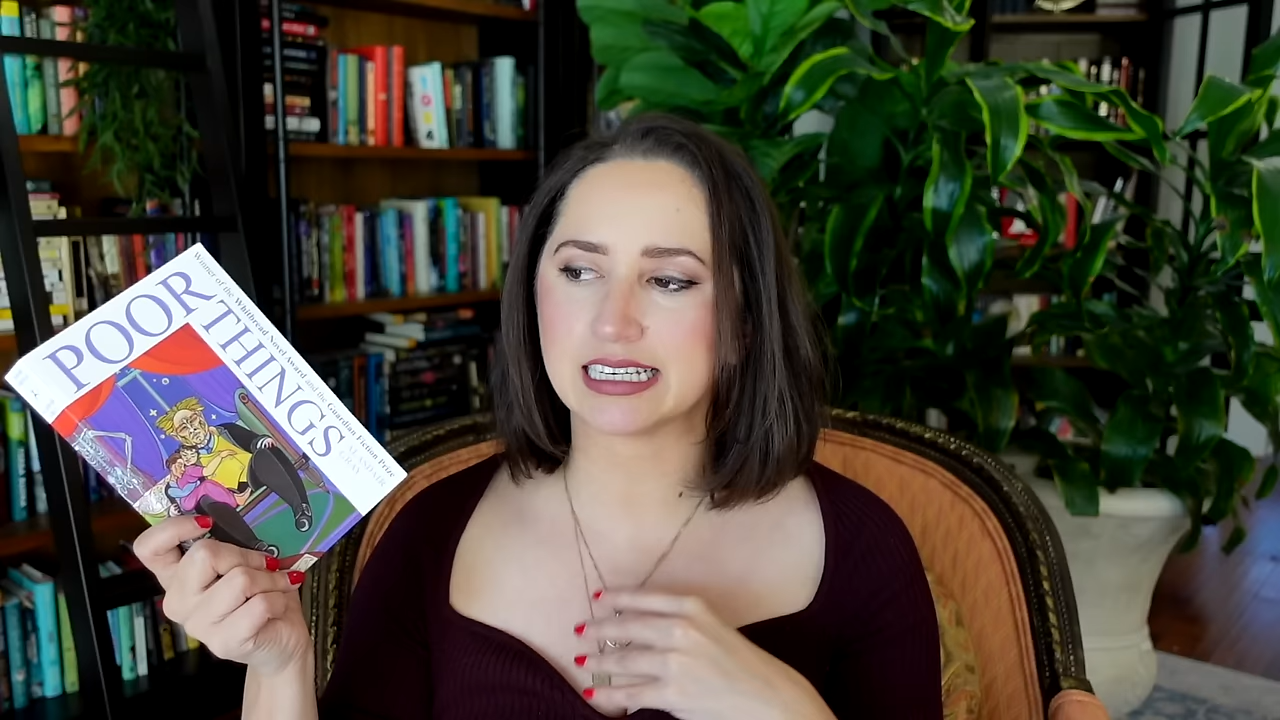 Winner of the Whitbread Novel Award and the Guardian Fiction Prize
POOR
THINGS
ALASDAIR
GRAY